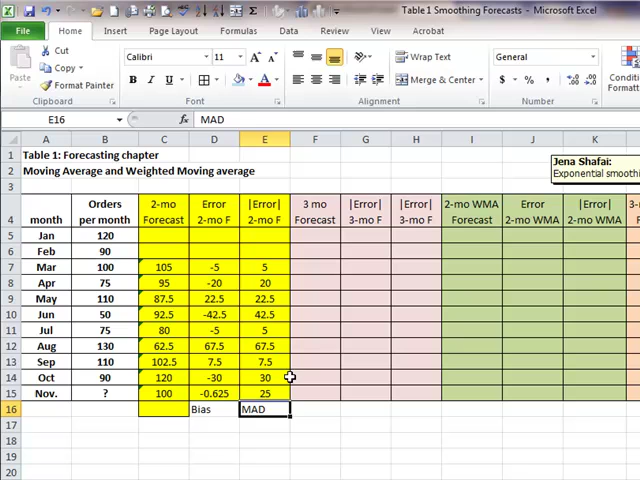 Table 1 Smoothing Forecasts - Microsoft Excel
File Home Insert Page Layout Formulas Data Review View Acrobat
Cut
Copy
Paste
Format Painter
Clipboard
Calibri 11
B I U
Font
Wrap Text
Merge & Center
Alignment
General
$ % ,
Number
Conditi
Formatt
E16 fx MAD
A B C D E F G H I J K
1 Table 1: Forecasting chapter
2 Moving Average and Weighted Moving average
3
Jena Shafai:
Exponential smoothi
4 month Orders per month 2-mo Forecast Error 2-mo F |Error| 2-mo F 3 mo Forecast |Error| 3-mo F |Error| 3-mo F 2-mo WMA Forecast Error 2-mo WMA |Error| 2-mo WMA 3-m F
5 Jan 120
6 Feb 90
7 Mar 100 105 -5 5
8 Apr 75 95 -20 20
9 May 110 87.5 22.5 22.5
10 Jun 50 92.5 -42.5 42.5
11 Jul 75 80 -5 5
12 Aug 130 62.5 67.5 67.5
13 Sep 110 102.5 7.5 7.5
14 Oct 90 120 -30 30
15 Nov. ? 100 -0.625 25
16 Bias MAD
17
18
19
20